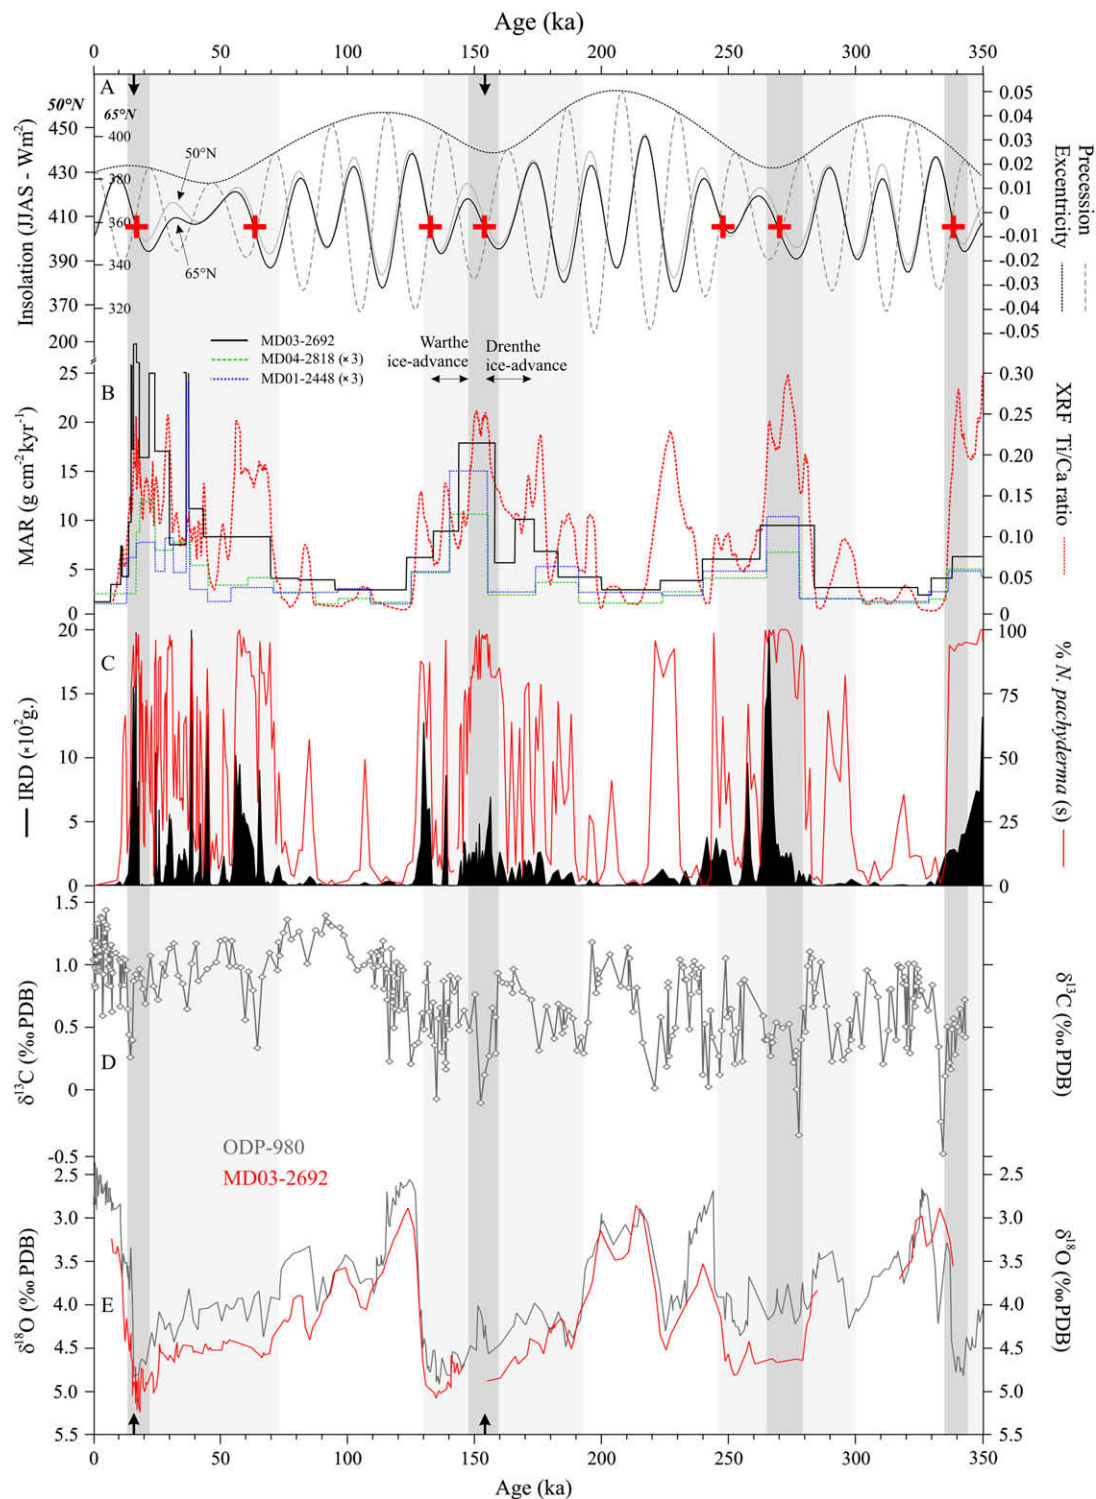 Age (ka)
0 50 100 150 200 250 300 350
A
50°N
65°N
450
430
410
390
370
200
400
380
360
340
320
50°N
65°N
Insolation (JJAS - Wm²)
0.05
0.04
0.03
0.02
0.01
0
-0.01
-0.02
-0.03
-0.04
-0.05
Precession
Excentricity
B
MD03-2692
MD04-2818 (×3)
MD01-2448 (×3)
Warthe
ice-advance
Drenthe
ice-advance
25
20
15
10
5
0
MAR (g cm⁻²kyr⁻¹)
0.30
0.25
0.20
0.15
0.10
0.05
0
XRF Ti/Ca ratio
C
20
15
10
5
0
IRD (×10²g.)
100
75
50
25
0
% N. pachyderma (s)
D
1.5
1.0
0.5
0
-0.5
δ¹³C (‰ PDB)
δ¹³C (‰ PDB)
ODP-980
MD03-2692
E
2.5
3.0
3.5
4.0
4.5
5.0
5.5
δ¹⁸O (‰ PDB)
2.5
3.0
3.5
4.0
4.5
5.0
5.5
δ¹⁸O (‰ PDB)
0 50 100 150 200 250 300 350
Age (ka)